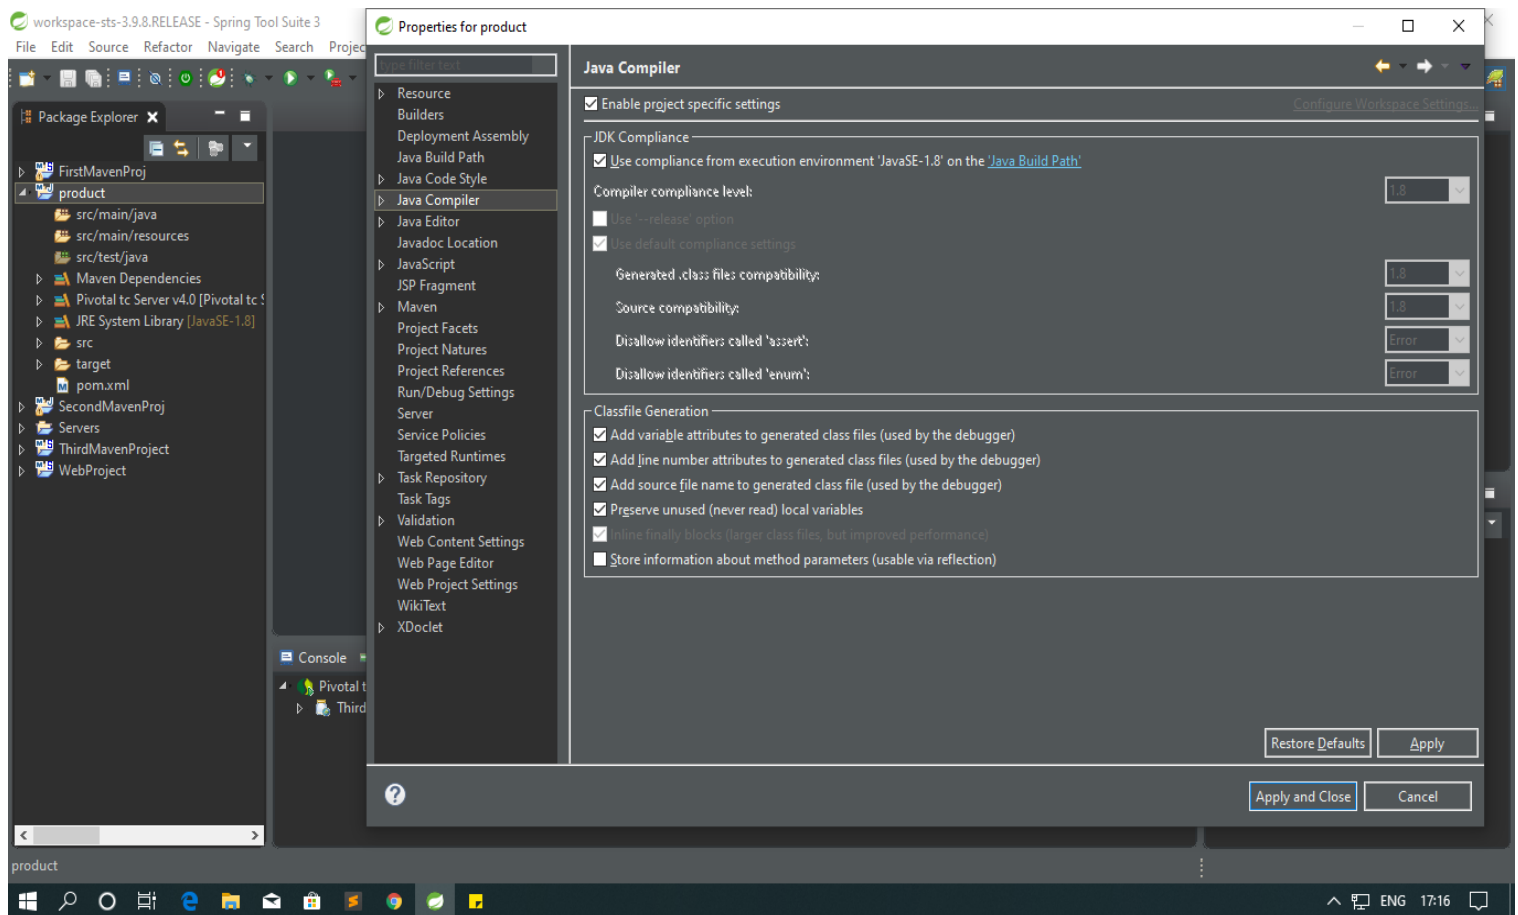 workspace-sts-3.9.8.RELEASE - Spring Tool Suite 3
File Edit Source Refactor Navigate Search Projec
Package Explorer
FirstMavenProj
product
src/main/java
src/main/resources
src/test/java
Maven Dependencies
Pivotal tc Server v4.0 [Pivotal tc S
JRE System Library [JavaSE-1.8]
src
target
pom.xml
SecondMavenProj
Servers
ThirdMavenProject
WebProject
Console
Pivotal t
Third
Properties for product
type filter text
Resource
Builders
Deployment Assembly
Java Build Path
Java Code Style
Java Compiler
Java Editor
Javadoc Location
JavaScript
JSP Fragment
Maven
Project Facets
Project Natures
Project References
Run/Debug Settings
Server
Service Policies
Targeted Runtimes
Task Repository
Task Tags
Validation
Web Content Settings
Web Page Editor
Web Project Settings
WikiText
XDoclet
Java Compiler
Enable project specific settings
Configure Workspace Settings...
JDK Compliance
Use compliance from execution environment 'JavaSE-1.8' on the 'Java Build Path'
Compiler compliance level: 1.8
Use '--release' option
Use default compliance settings
Generated .class files compatibility: 1.8
Source compatibility: 1.8
Disallow identifiers called 'assert': Error
Disallow identifiers called 'enum': Error
Classfile Generation
Add variable attributes to generated class files (used by the debugger)
Add line number attributes to generated class files (used by the debugger)
Add source file name to generated class file (used by the debugger)
Preserve unused (never read) local variables
Inline finally blocks (larger class files, but improved performance)
Store information about method parameters (usable via reflection)
Restore Defaults Apply
Apply and Close Cancel
product
ENG 17:16